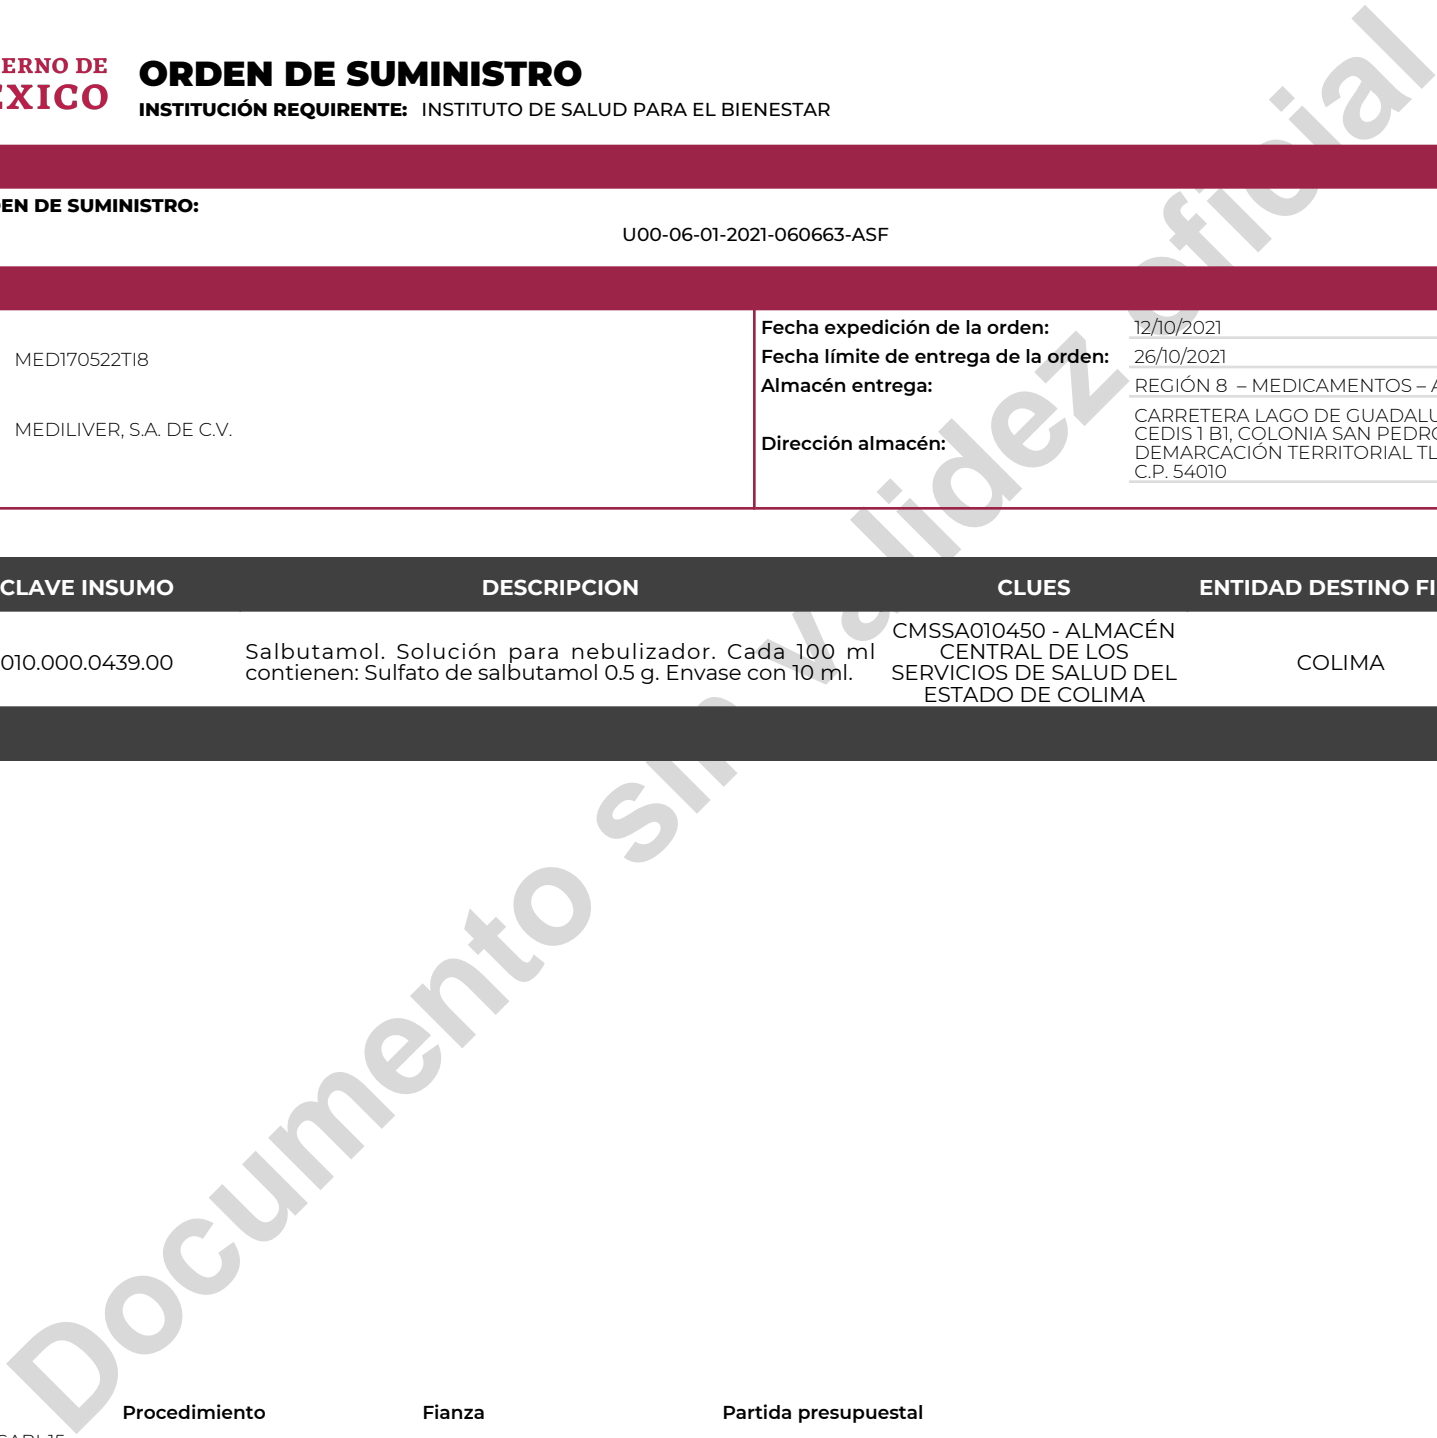 ERNO DE
EXICO
ORDEN DE SUMINISTRO
INSTITUCIÓN REQUIRENTE: INSTITUTO DE SALUD PARA EL BIENESTAR
EN DE SUMINISTRO:
U00-06-01-2021-060663-ASF
MED170522TI8
MEDILIVER, S.A. DE C.V.
Fecha expedición de la orden: 12/10/2021
Fecha límite de entrega de la orden: 26/10/2021
Almacén entrega: REGIÓN 8 – MEDICAMENTOS – A
Dirección almacén:
CARRETERA LAGO DE GUADALU
CEDIS 1 B1, COLONIA SAN PEDRO
DEMARCACIÓN TERRITORIAL TL
C.P. 54010
CLAVE INSUMO DESCRIPCION CLUES ENTIDAD DESTINO FI
010.000.0439.00
Salbutamol. Solución para nebulizador. Cada 100 ml
contienen: Sulfato de salbutamol 0.5 g. Envase con 10 ml.
CMSSA010450 - ALMACÉN
CENTRAL DE LOS
SERVICIOS DE SALUD DEL
ESTADO DE COLIMA
COLIMA
Procedimiento Fianza Partida presupuestal
Documento sin validez oficial